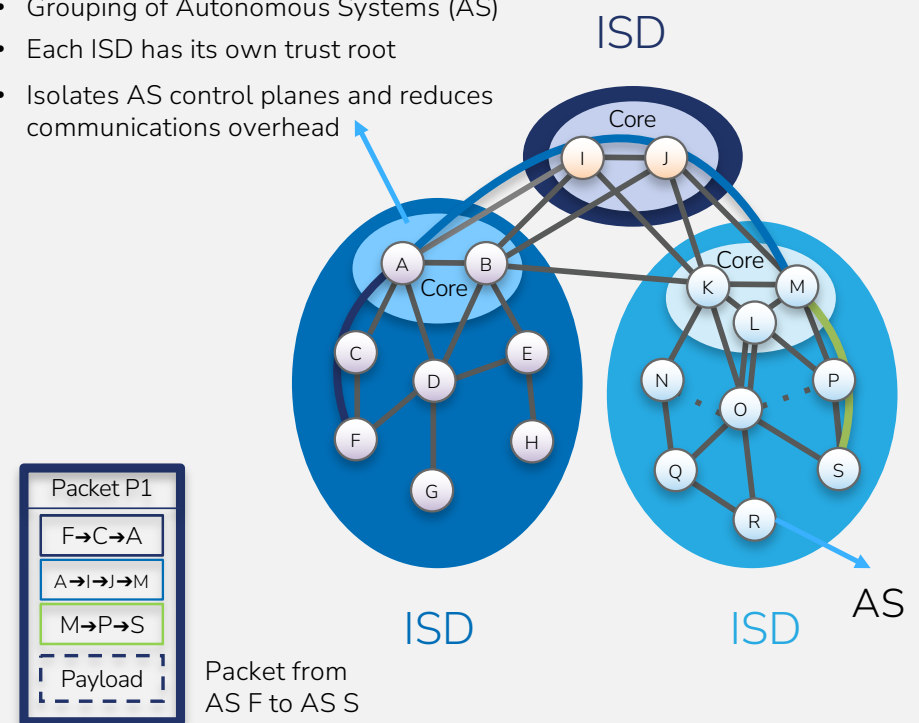 • Grouping of Autonomous Systems (AS)
• Each ISD has its own trust root
• Isolates AS control planes and reduces
communications overhead
ISD
Core
I
J
A
B
Core
Core
K
M
L
C
D
E
N
P
O
F
H
G
Q
S
R
Packet P1
F➔C➔A
A➔I➔J➔M
M➔P➔S
Payload
Packet from
AS F to AS S
ISD
ISD
AS